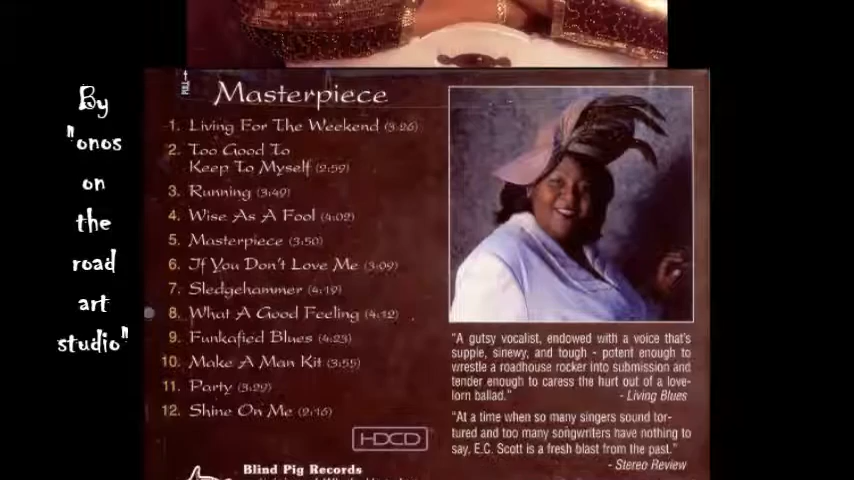 By
"onos
on
the
road
art
studio"
Masterpiece
1. Living For The Weekend (3:26)
2. Too Good To
Keep To Myself (2:59)
3. Running (3:49)
4. Wise As A Fool (4:02)
5. Masterpiece (3:50)
6. If You Don't Love Me (3:09)
7. Sledgehammer (4:19)
8. What A Good Feeling (4:12)
9. Funkafied Blues (4:23)
10. Make A Man Kit (3:55)
11. Party (3:29)
12. Shine On Me (2:16)
HDCD
Blind Pig Records
"A gutsy vocalist, endowed with a voice that's
supple, sinewy, and tough - potent enough to
wrestle a roadhouse rocker into submission and
tender enough to caress the hurt out of a love-
lorn ballad." - Living Blues
"At a time when so many singers sound tor-
tured and too many songwriters have nothing to
say, E.C. Scott is a fresh blast from the past."
- Stereo Review